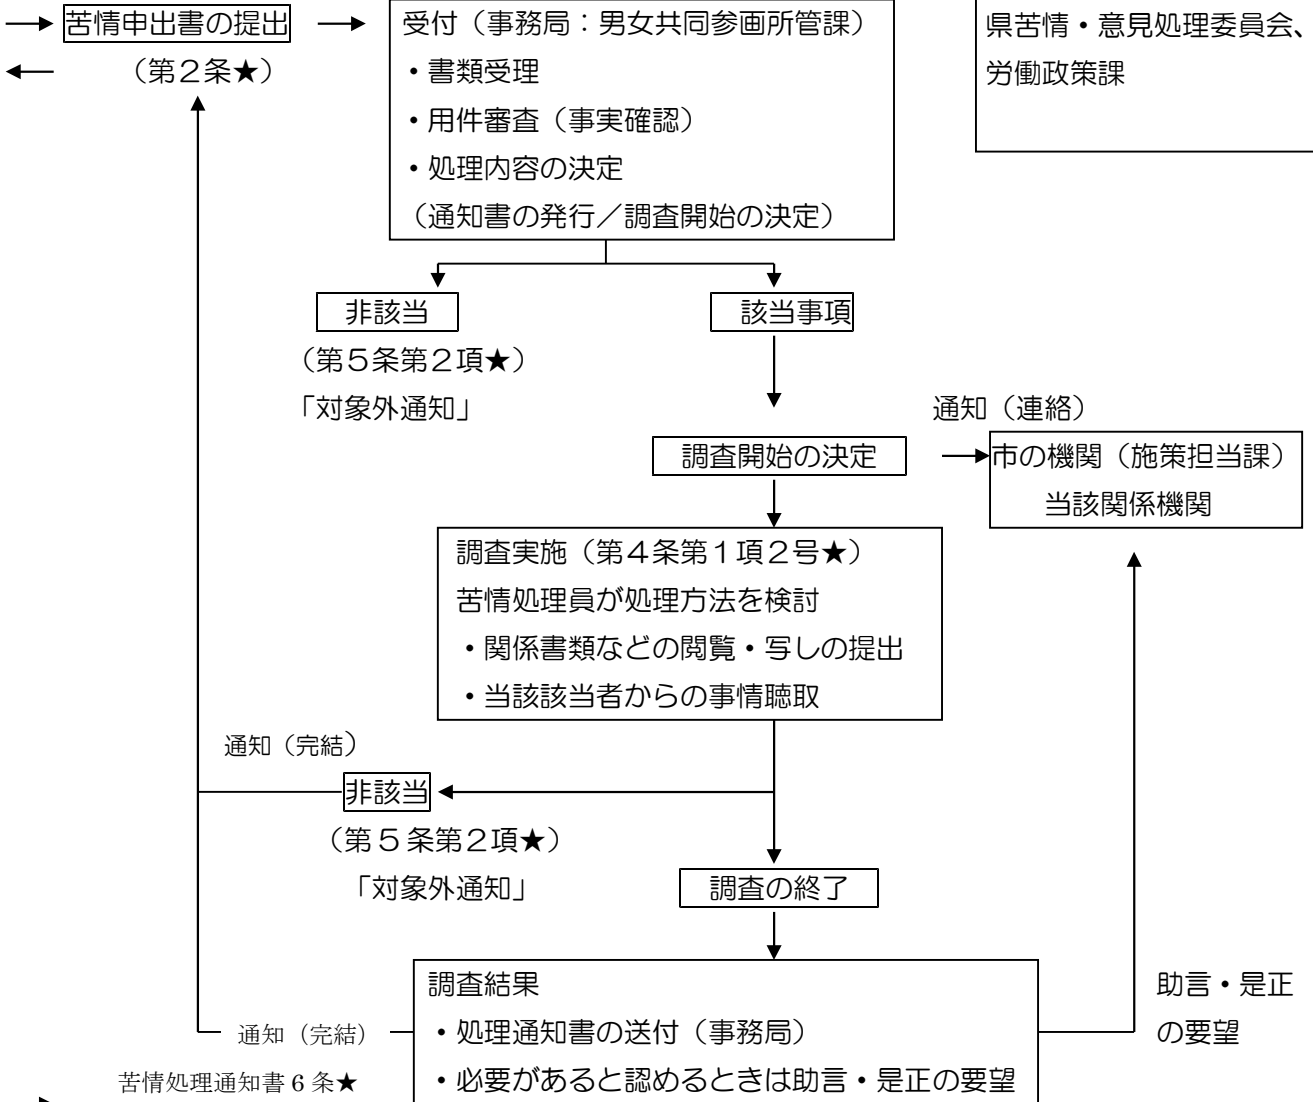 苦情申出書の提出
（第２条★）
受付（事務局：男女共同参画所管課）
・書類受理
・用件審査（事実確認）
・処理内容の決定
（通知書の発行／調査開始の決定）
県苦情・意見処理委員会、
労働政策課
非該当
（第５条第２項★）
「対象外通知」
該当事項
調査開始の決定
通知（連絡）
市の機関（施策担当課）
当該関係機関
調査実施（第４条第１項２号★）
苦情処理員が処理方法を検討
・関係書類などの閲覧・写しの提出
・当該該当者からの事情聴取
通知（完結）
非該当
（第５条第２項★）
「対象外通知」
調査の終了
調査結果
・処理通知書の送付（事務局）
・必要があると認めるときは助言・是正の要望
通知（完結）
苦情処理通知書 6 条★
助言・是正
の要望